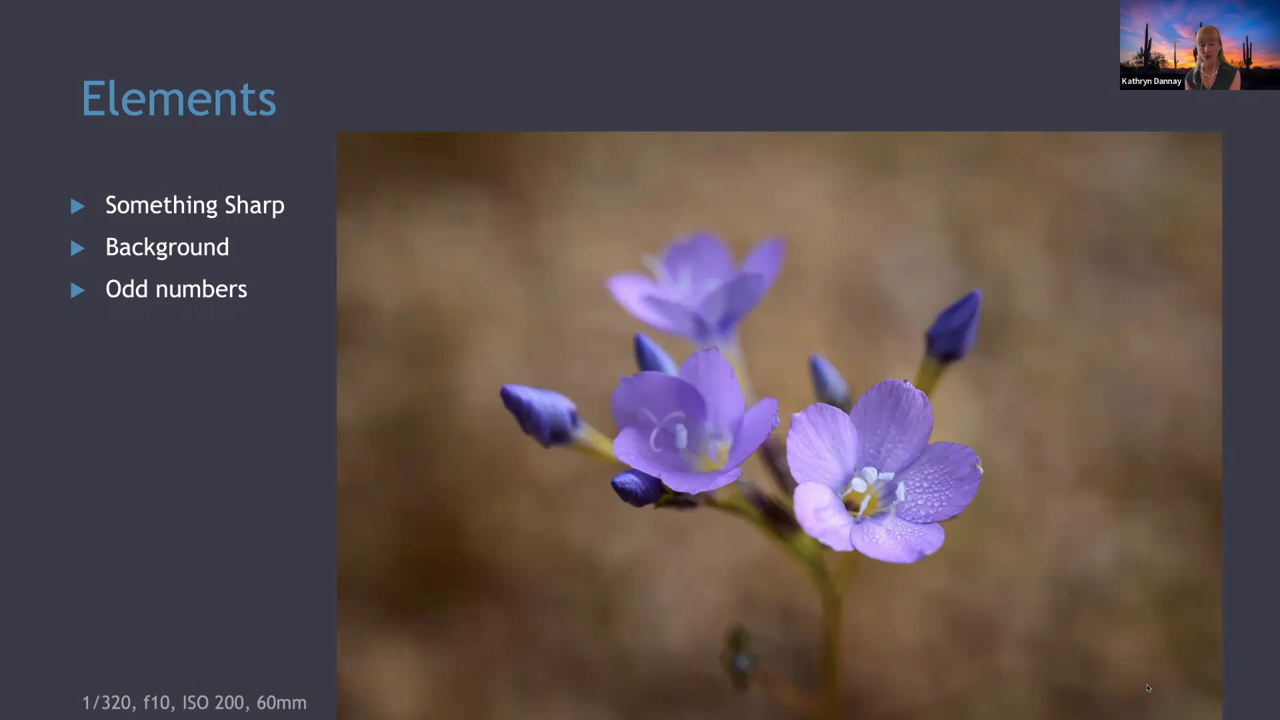 Kathryn Dannay
Elements
Something Sharp
Background
Odd numbers
1/320, f10, ISO 200, 60mm